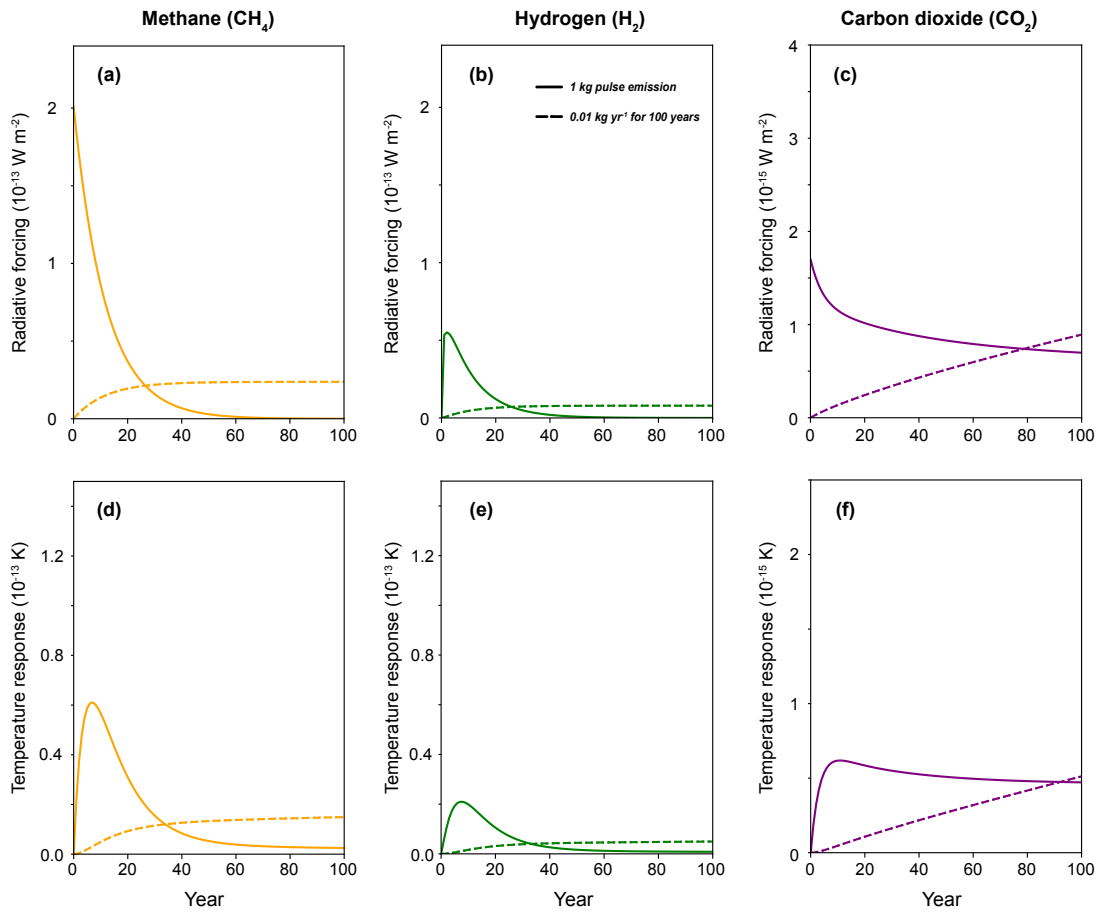 Methane (CH₄)
Hydrogen (H₂)
Carbon dioxide (CO₂)
(a)
Radiative forcing (10⁻¹³ W m⁻²)
2
1
0
0 20 40 60 80 100
(b)
1 kg pulse emission
0.01 kg yr⁻¹ for 100 years
Radiative forcing (10⁻¹³ W m⁻²)
2
1
0
0 20 40 60 80 100
(c)
Radiative forcing (10⁻¹⁵ W m⁻²)
4
3
2
1
0
0 20 40 60 80 100
(d)
Temperature response (10⁻¹³ K)
1.2
0.8
0.4
0.0
0 20 40 60 80 100
Year
(e)
Temperature response (10⁻¹³ K)
1.2
0.8
0.4
0.0
0 20 40 60 80 100
Year
(f)
Temperature response (10⁻¹⁵ K)
2
1
0
0 20 40 60 80 100
Year